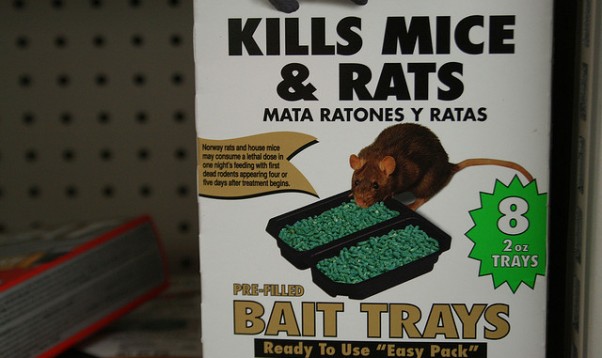 KILLS MICE
& RATS
MATA RATONES Y RATAS
Norway rats and house mice
may consume a lethal dose in
one night's feeding with first
dead rodents appearing four or
five days after treatment begins.
8
2 oz
TRAYS
PRE-FILLED
BAIT TRAYS
Ready To Use "Easy Pack"